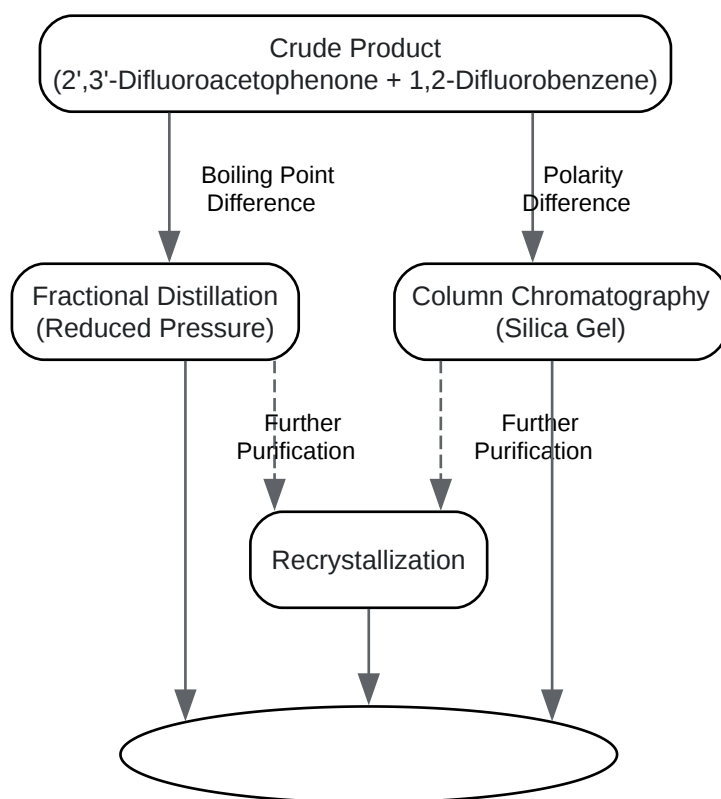 Crude Product
(2',3'-Difluoroacetophenone + 1,2-Difluorobenzene)
Boiling Point
Difference
Polarity
Difference
Fractional Distillation
(Reduced Pressure)
Column Chromatography
(Silica Gel)
Further
Purification
Further
Purification
Recrystallization